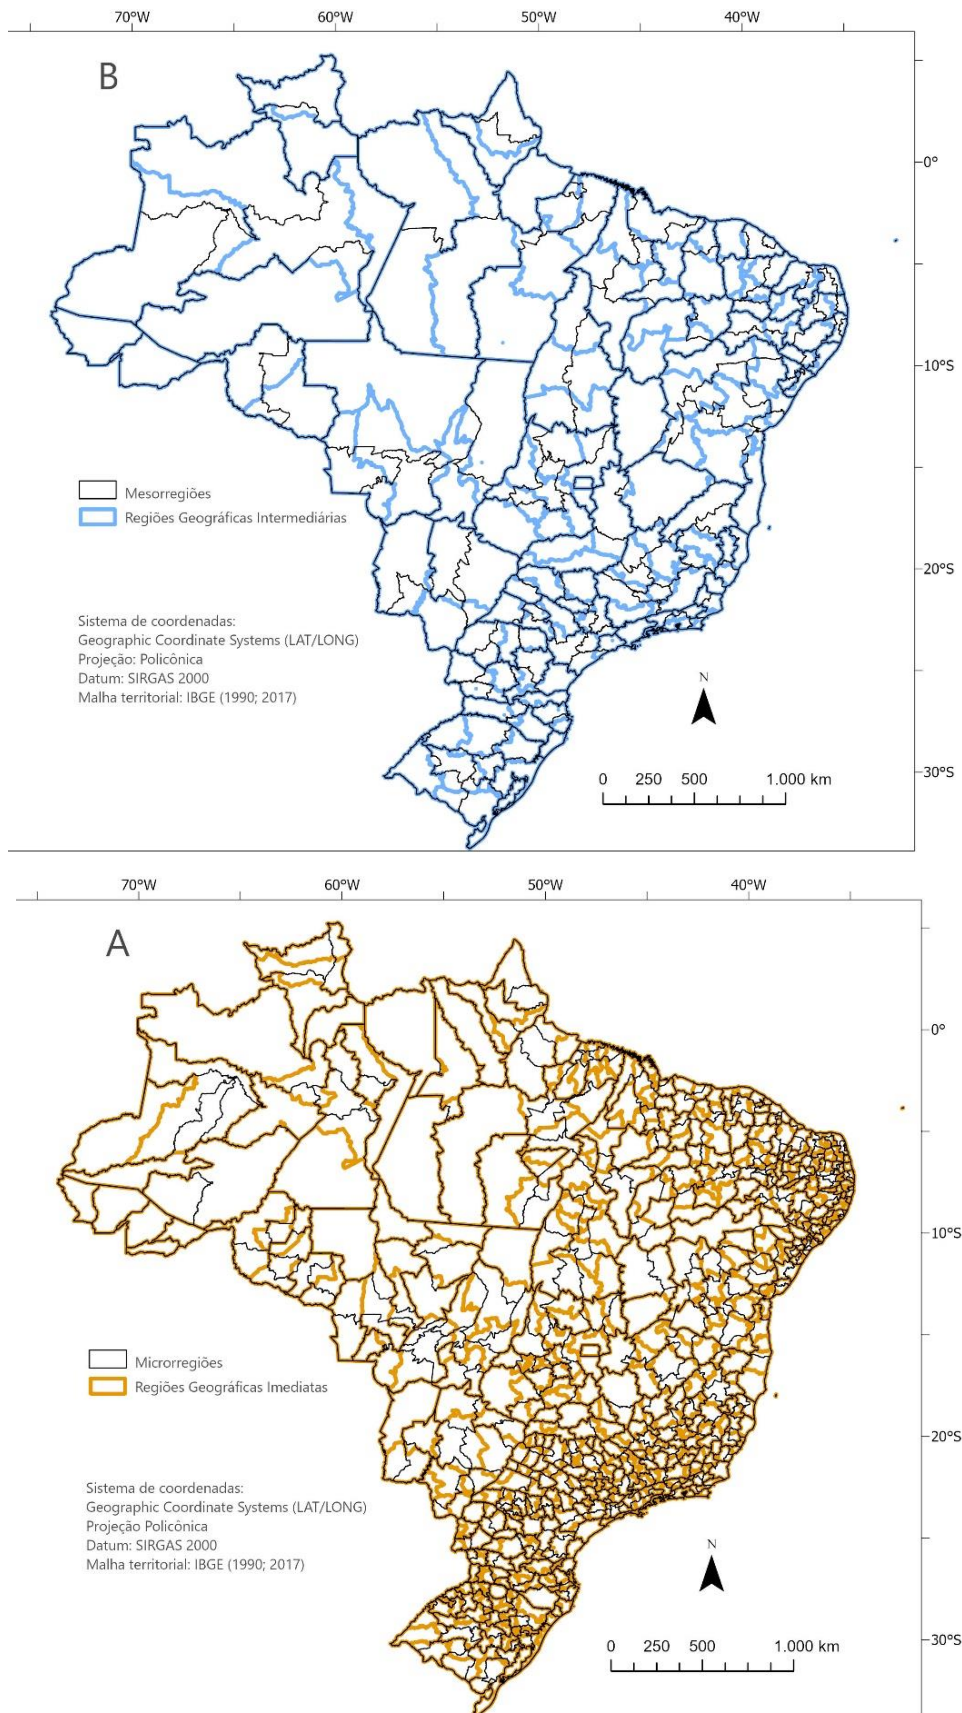 70°W 60°W 50°W 40°W
B
0°
10°S
Mesorregiões
Regiões Geográficas Intermediárias
20°S
Sistema de coordenadas:
Geographic Coordinate Systems (LAT/LONG)
Projeção: Policônica
Datum: SIRGAS 2000
Malha territorial: IBGE (1990; 2017)
N
30°S
0 250 500 1.000 km
70°W 60°W 50°W 40°W
A
0°
10°S
Microrregiões
Regiões Geográficas Imediatas
20°S
Sistema de coordenadas:
Geographic Coordinate Systems (LAT/LONG)
Projeção Policônica
Datum: SIRGAS 2000
Malha territorial: IBGE (1990; 2017)
N
30°S
0 250 500 1.000 km